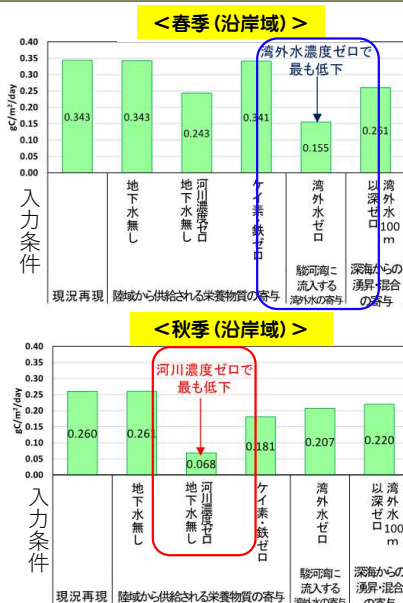 ＜春季(沿岸域)＞
gC/m²/day
0.40
0.35
0.30
0.25
0.20
0.15
0.10
0.05
0.00
湾外水濃度ゼロで
最も低下
0.343
0.343
0.243
0.341
0.155
0.261
入力条件
地下水無し
河川濃度ゼロ
地下水無し
ケイ素・鉄ゼロ
湾外水ゼロ
湾外水100m
以深ゼロ
現況再現
陸域から供給される栄養物質の寄与
駿河湾に
流入する
湾外水の寄与
深海からの
湧昇・混合
の寄与
＜秋季(沿岸域)＞
gC/m²/day
0.40
0.35
0.30
0.25
0.20
0.15
0.10
0.05
0.00
河川濃度ゼロで
最も低下
0.260
0.261
0.068
0.181
0.207
0.220
入力条件
地下水無し
河川濃度ゼロ
地下水無し
ケイ素・鉄ゼロ
湾外水ゼロ
湾外水100m
以深ゼロ
現況再現
陸域から供給される栄養物質の寄与
駿河湾に
流入する
湾外水の寄与
深海からの
湧昇・混合
の寄与